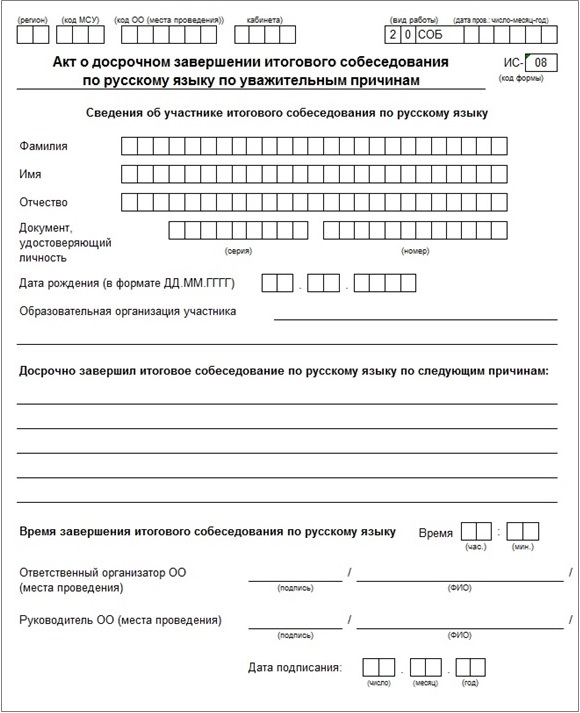 (регион) (код МСУ) (код ОО (места проведения)) кабинета) (вид работы) (дата пров.: число-месяц-год)
2 0 СОБ
Акт о досрочном завершении итогового собеседования
по русскому языку по уважительным причинам
ИС- 08
(код формы)
Сведения об участнике итогового собеседования по русскому языку
Фамилия
Имя
Отчество
Документ,
удостоверяющий
личность
(серия) (номер)
Дата рождения (в формате ДД.ММ.ГГГГ) . .
Образовательная организация участника
Досрочно завершил итоговое собеседование по русскому языку по следующим причинам:
Время завершения итогового собеседования по русскому языку Время :
(час.) (мин.)
Ответственный организатор ОО / /
(места проведения) (подпись) (ФИО)
Руководитель ОО (места проведения) / /
(подпись) (ФИО)
Дата подписания: . .
(число) (месяц) (год)